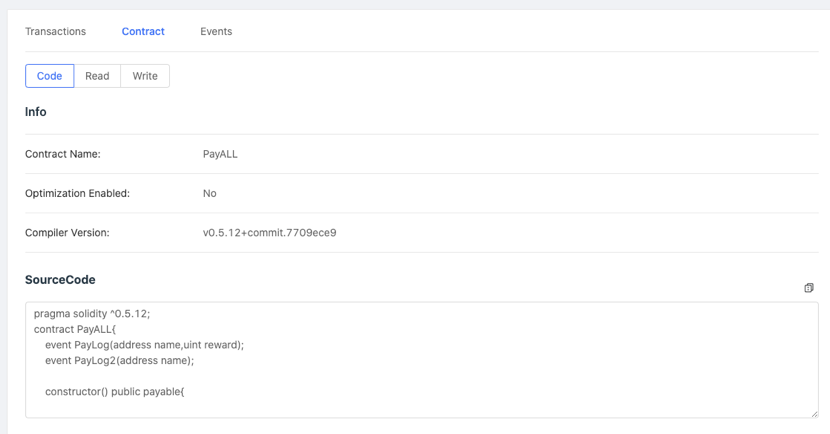 Transactions Contract Events
Code Read Write
Info
Contract Name: PayALL
Optimization Enabled: No
Compiler Version: v0.5.12+commit.7709ece9
SourceCode
pragma solidity ^0.5.12;
contract PayALL{
    event PayLog(address name,uint reward);
    event PayLog2(address name);
    constructor() public payable{